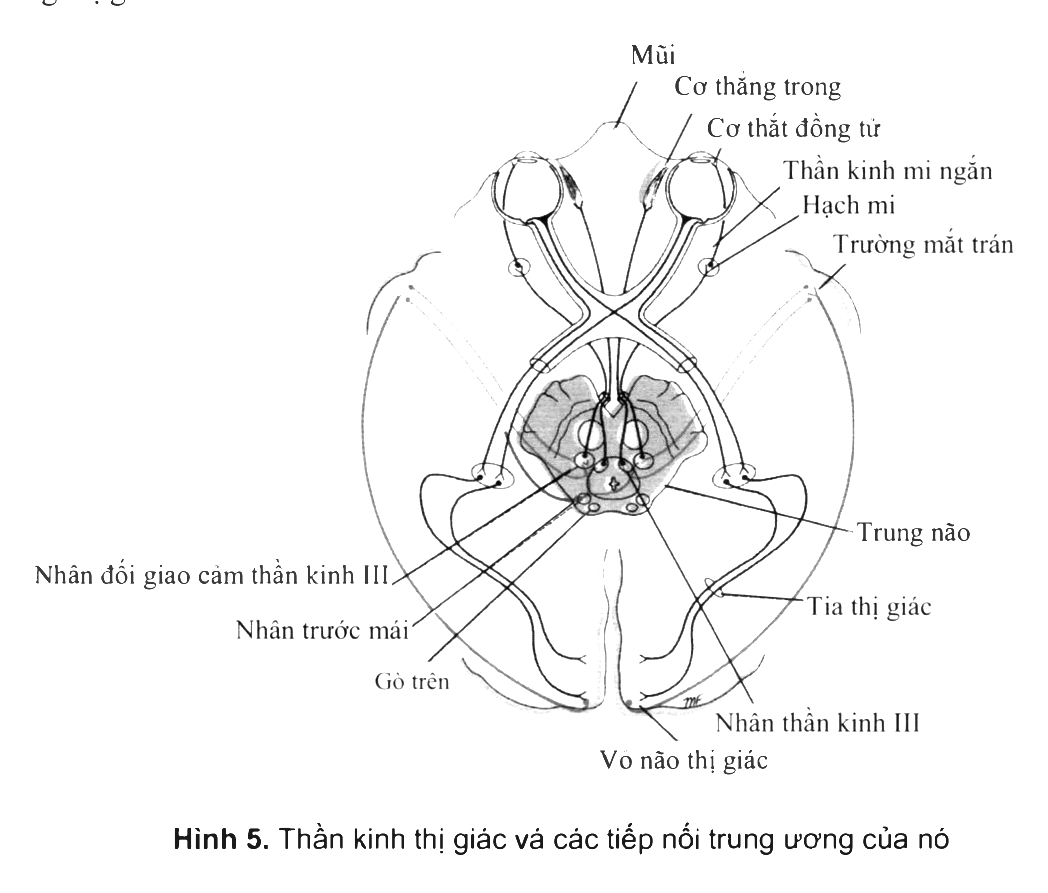 Mũi
Cơ thẳng trong
Cơ thắt đồng tử
Thần kinh mi ngắn
Hạch mi
Trường mắt trán
Trung não
Nhân đối giao cảm thần kinh III
Tia thị giác
Nhân trước mái
Gò trên
Nhân thần kinh III
Vỏ não thị giác
Hình 5. Thần kinh thị giác vá các tiếp nối trung ương của nó